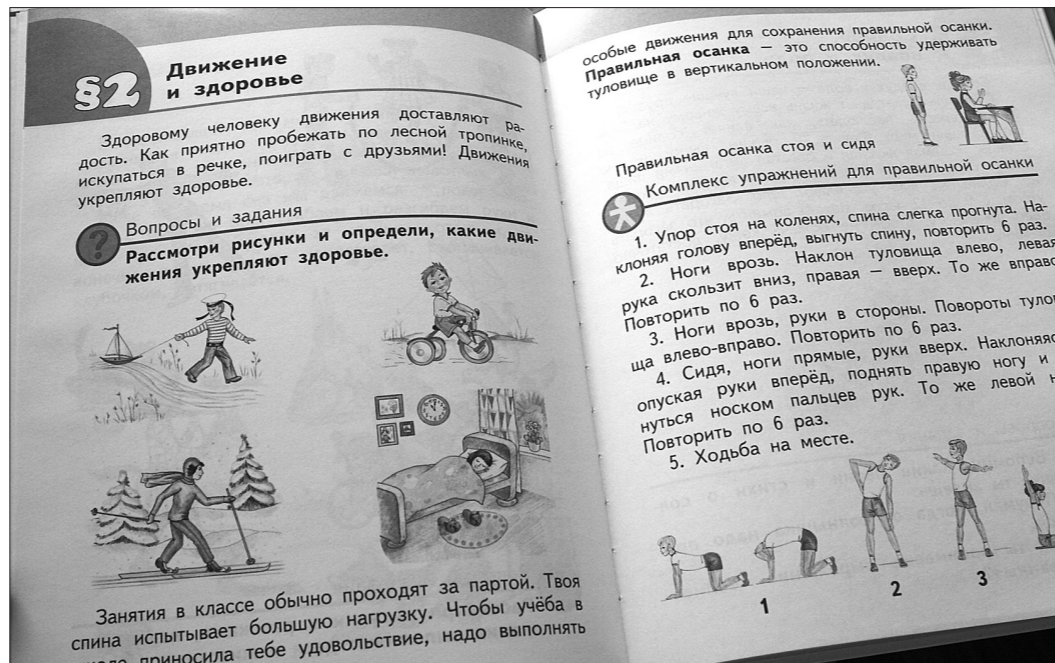 §2
Движение
и здоровье
Здоровому человеку движения доставляют ра-
дость. Как приятно пробежать по лесной тропинке,
искупаться в речке, поиграть с друзьями! Движения
укрепляют здоровье.
?
Вопросы и задания
Рассмотри рисунки и определи, какие дви-
жения укрепляют здоровье.
Занятия в классе обычно проходят за партой. Твоя
спина испытывает большую нагрузку. Чтобы учёба в
приносила тебе удовольствие, надо выполнять
особые движения для сохранения правильной осанки.
Правильная осанка — это способность удерживать
туловище в вертикальном положении.
Правильная осанка стоя и сидя
Комплекс упражнений для правильной осанки
1. Упор стоя на коленях, спина слегка прогнута. На-
клоняя голову вперёд, выгнуть спину, повторить 6 раз.
2. Ноги врозь. Наклон туловища влево, левая
рука скользит вниз, правая — вверх. То же вправо
Повторить по 6 раз.
3. Ноги врозь, руки в стороны. Повороты туло
ща влево-вправо. Повторить по 6 раз.
4. Сидя, ноги прямые, руки вверх. Наклоняяс
опуская руки вперёд, поднять правую ногу и
нуться носком пальцев рук. То же левой н
Повторить по 6 раз.
5. Ходьба на месте.
1
2
3